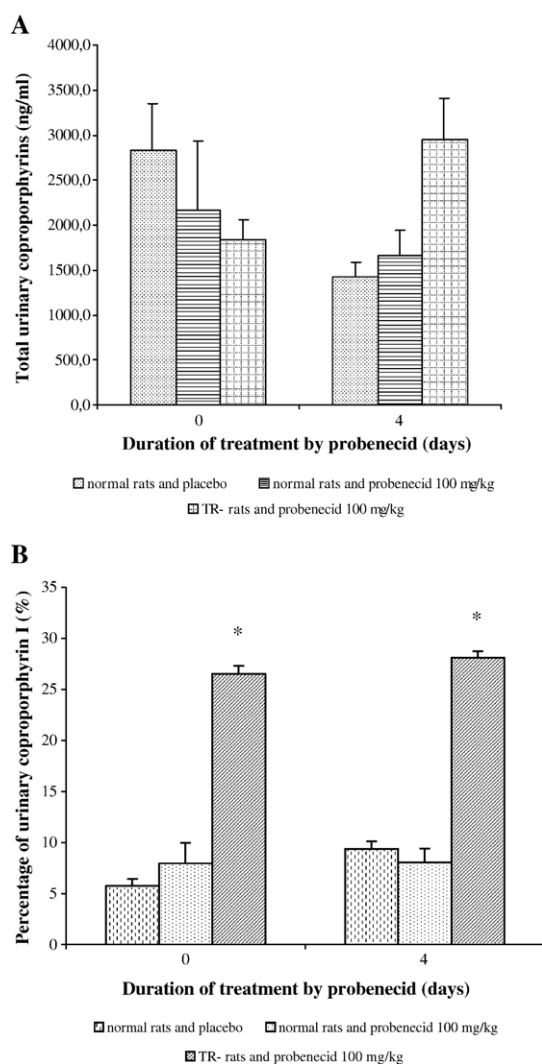 A
Total urinary coproporphyrins (ng/ml)
4000,0
3500,0
3000,0
2500,0
2000,0
1500,0
1000,0
500,0
0,0
0
4
Duration of treatment by probenecid (days)
normal rats and placebo
normal rats and probenecid 100 mg/kg
TR- rats and probenecid 100 mg/kg
B
Percentage of urinary coproporphyrin I (%)
35
30
25
20
15
10
5
0
*
*
0
4
Duration of treatment by probenecid (days)
normal rats and placebo
normal rats and probenecid 100 mg/kg
TR- rats and probenecid 100 mg/kg